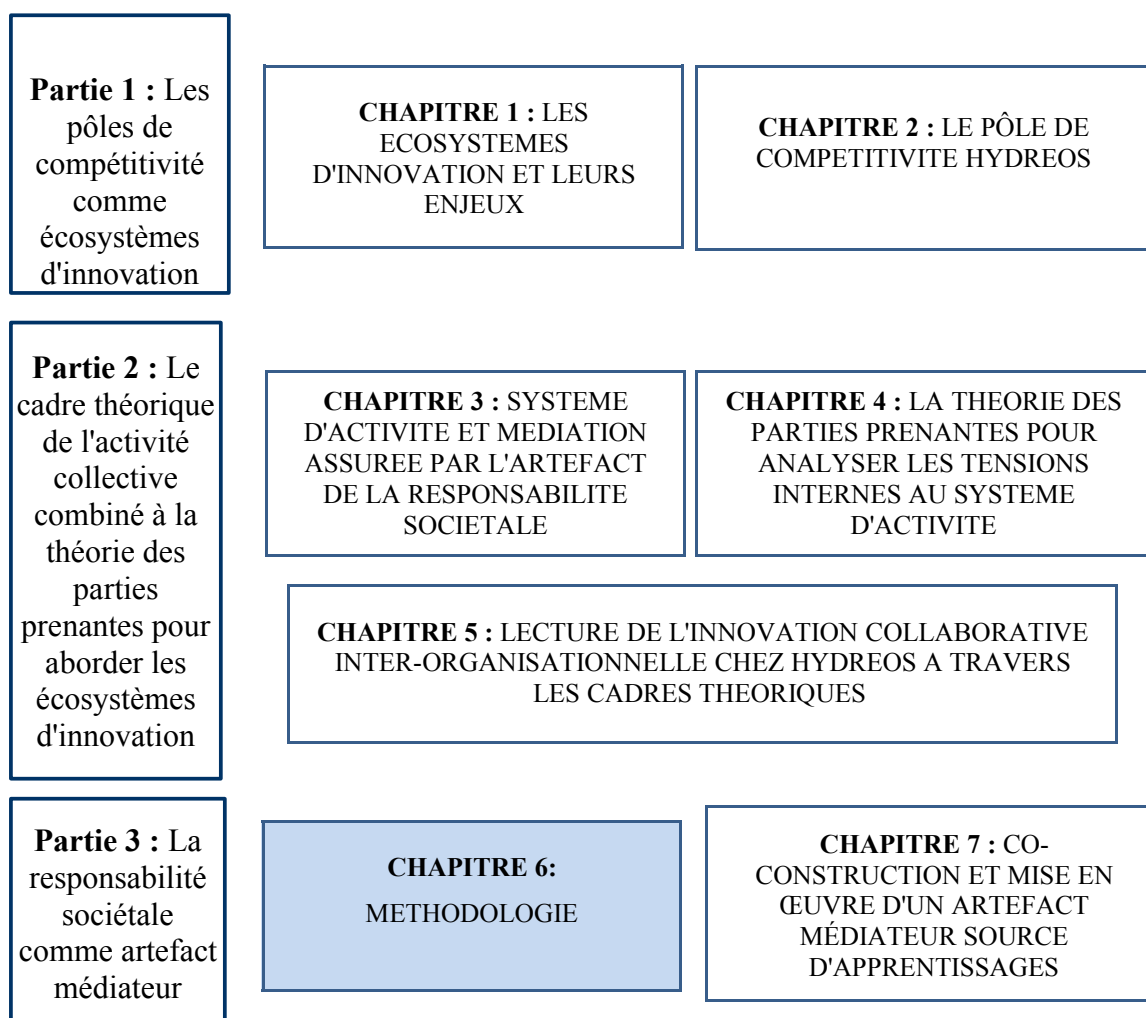 Partie 1 : Les
pôles de
compétitivité
comme
écosystèmes
d'innovation
CHAPITRE 1 : LES
ECOSYSTEMES
D'INNOVATION ET LEURS
ENJEUX
CHAPITRE 2 : LE PÔLE DE
COMPETITIVITE HYDREOS
Partie 2 : Le
cadre théorique
de l'activité
collective
combiné à la
théorie des
parties
prenantes pour
aborder les
écosystèmes
d'innovation
CHAPITRE 3 : SYSTEME
D'ACTIVITE ET MEDIATION
ASSUREE PAR L'ARTEFACT
DE LA RESPONSABILITE
SOCIETALE
CHAPITRE 4 : LA THEORIE DES
PARTIES PRENANTES POUR
ANALYSER LES TENSIONS
INTERNES AU SYSTEME
D'ACTIVITE
CHAPITRE 5 : LECTURE DE L'INNOVATION COLLABORATIVE
INTER-ORGANISATIONNELLE CHEZ HYDREOS A TRAVERS
LES CADRES THEORIQUES
Partie 3 : La
responsabilité
sociétale
comme artefact
médiateur
CHAPITRE 6:
METHODOLOGIE
CHAPITRE 7 : CO-
CONSTRUCTION ET MISE EN
ŒUVRE D'UN ARTEFACT
MÉDIATEUR SOURCE
D'APPRENTISSAGES